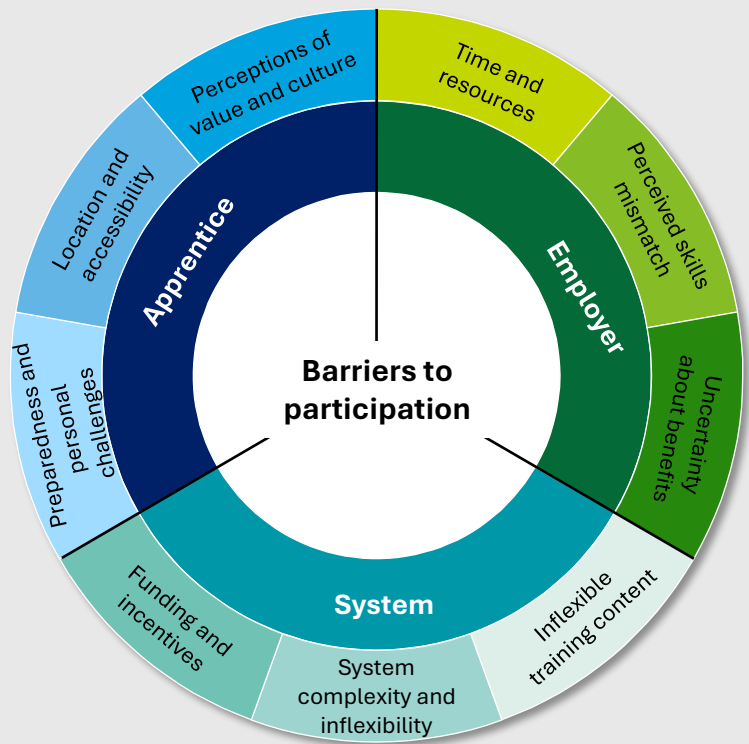 Barriers to
participation
Employer
Time and
resources
Perceived skills
mismatch
Uncertainty
about benefits
System
Inflexible
training content
System
complexity and
inflexibility
Funding and
incentives
Apprentice
Preparedness and
personal
challenges
Location and
accessibility
Perceptions of
value and culture